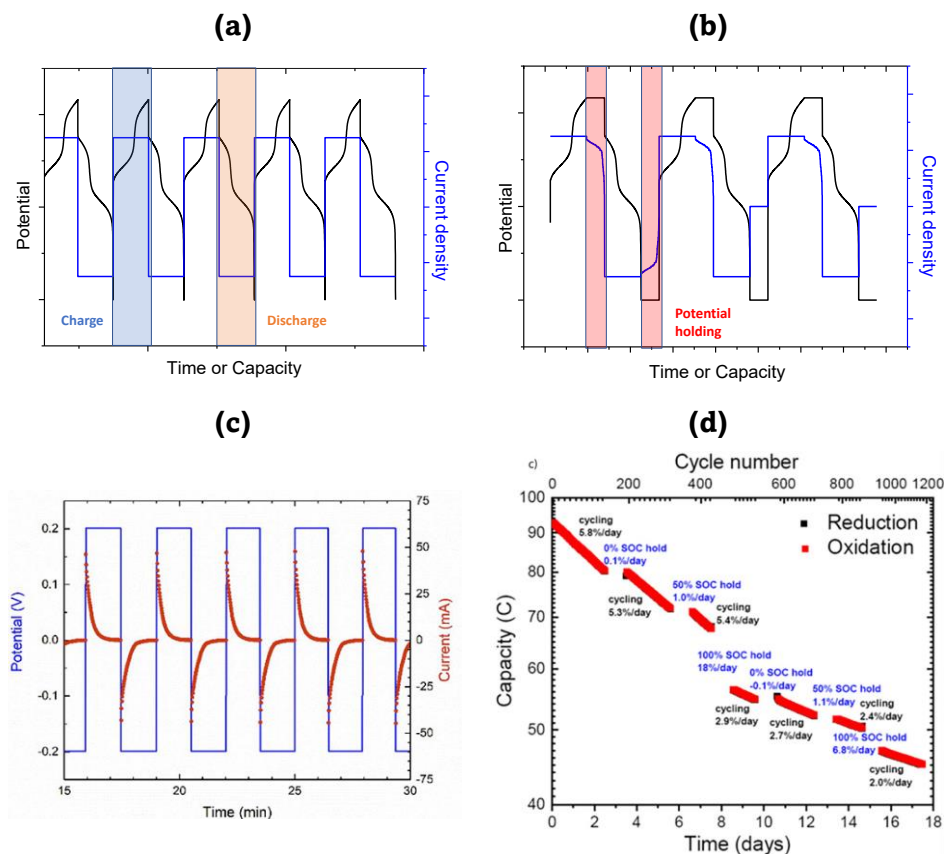 (a)
(b)
Potential
Current density
Charge
Discharge
Time or Capacity
Potential
Current density
Potential
holding
Time or Capacity
(c)
(d)
Potential (V)
0.2
0.1
0.0
-0.1
-0.2
75
50
25
0
-25
-50
-75
Current (mA)
15
20
25
30
Time (min)
c)
Cycle number
0
200
400
600
800
1000
1200
Reduction
Oxidation
cycling
5.8%/day
0% SOC hold
0.1%/day
50% SOC hold
1.0%/day
cycling
5.3%/day
cycling
5.4%/day
100% SOC hold
18%/day
0% SOC hold
-0.1%/day
50% SOC hold
1.1%/day
cycling
2.4%/day
cycling
2.9%/day
cycling
2.7%/day
100% SOC hold
6.8%/day
cycling
2.0%/day
Capacity (C)
100
90
80
70
60
50
40
0
2
4
6
8
10
12
14
16
18
Time (days)